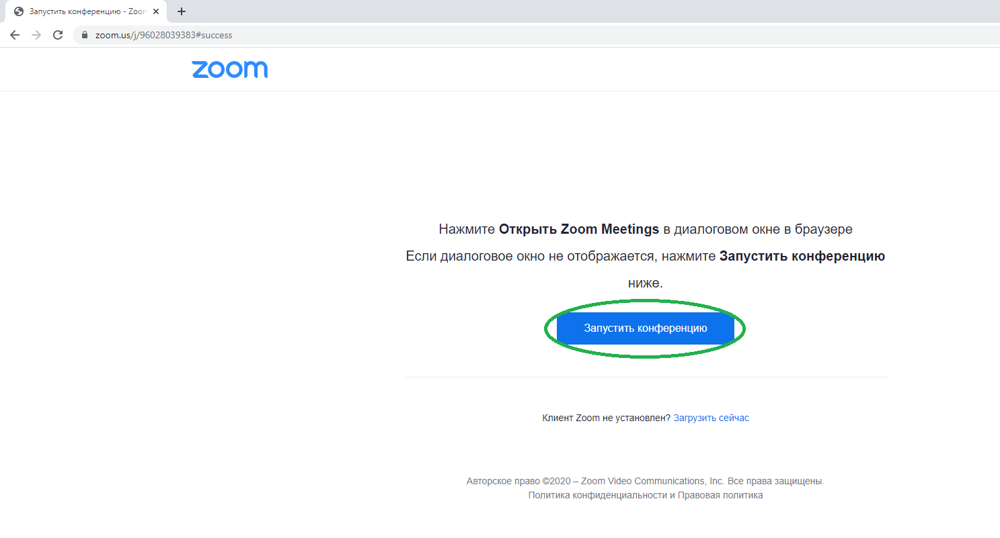 Запустить конференцию - Zoom
zoom.us/j/96028039383#success
zoom
Нажмите Открыть Zoom Meetings в диалоговом окне в браузере
Если диалоговое окно не отображается, нажмите Запустить конференцию
ниже.
Запустить конференцию
Клиент Zoom не установлен? Загрузить сейчас
Авторское право ©2020 – Zoom Video Communications, Inc. Все права защищены.
Политика конфиденциальности и Правовая политика